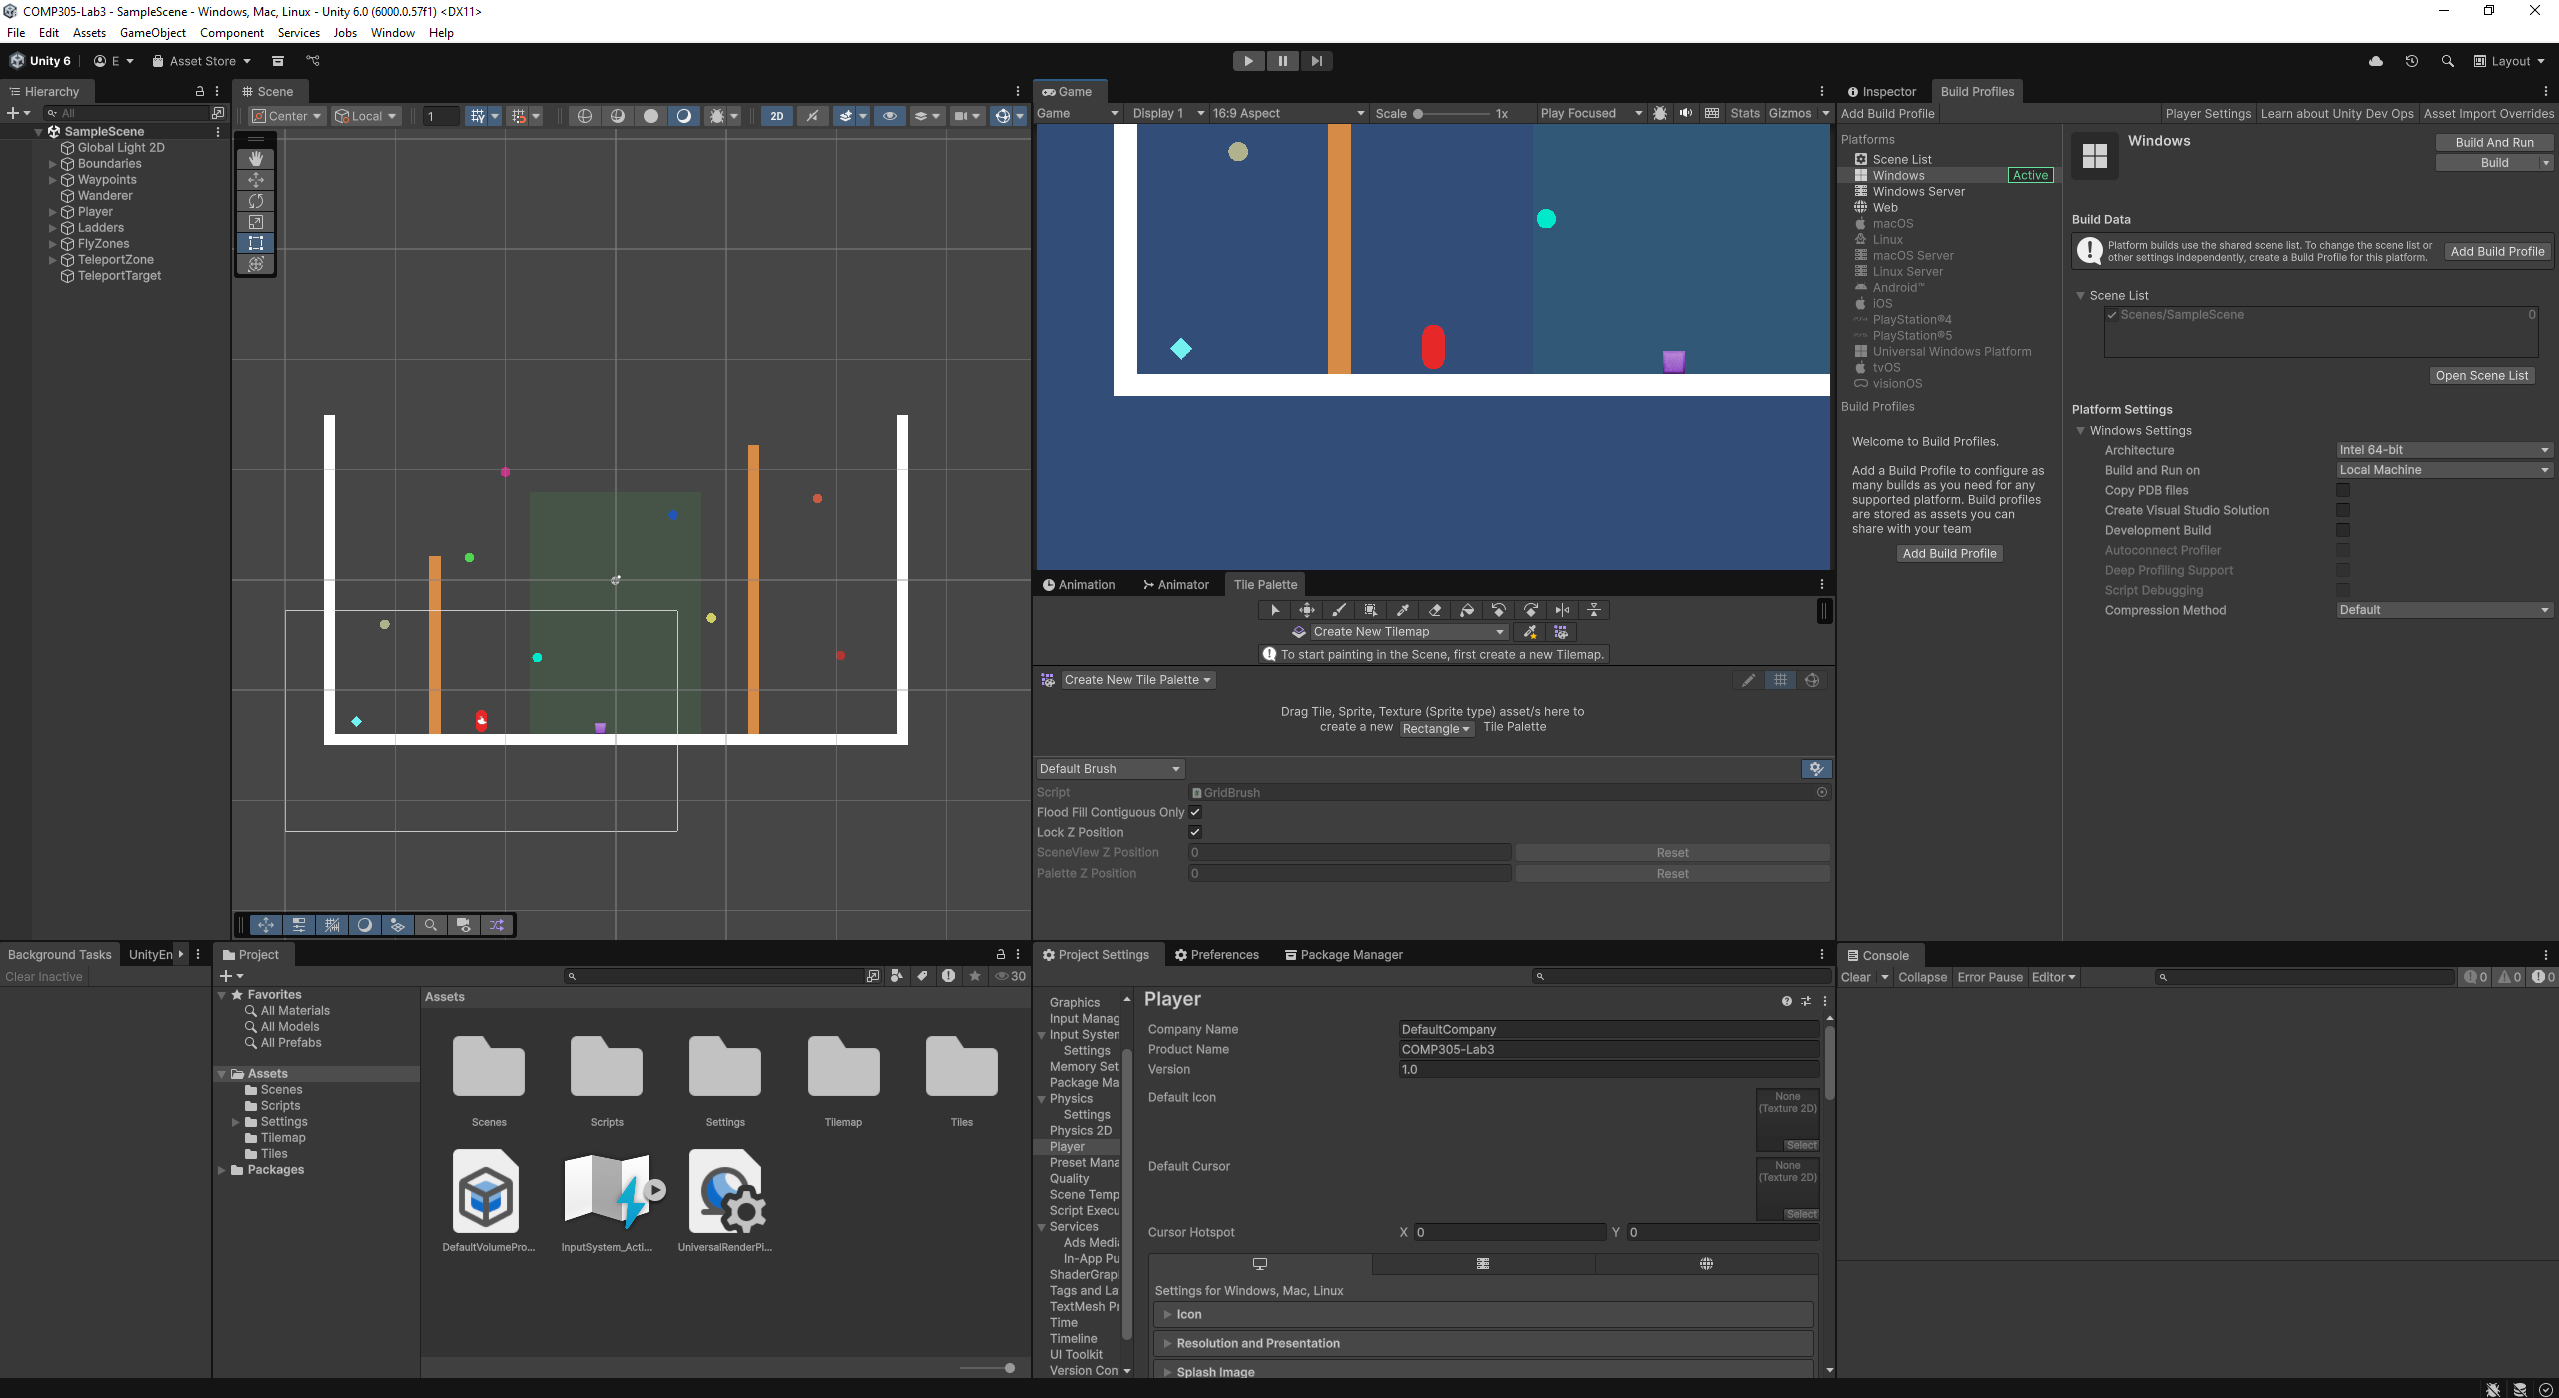 COMP305-Lab3 - SampleScene - Windows, Mac, Linux - Unity 6.0 (6000.0.57f1) <DX11>
File Edit Assets GameObject Component Services Jobs Window Help
Unity 6 E Asset Store Layout
Hierarchy
All
SampleScene
Global Light 2D
Boundaries
Waypoints
Wanderer
Player
Ladders
FlyZones
TeleportZone
TeleportTarget
Scene
Center Local 1 2D
Game
Game Display 1 16:9 Aspect Scale 1x Play Focused Stats Gizmos
Animation Animator Tile Palette
Create New Tilemap
To start painting in the Scene, first create a new Tilemap.
Create New Tile Palette
Drag Tile, Sprite, Texture (Sprite type) asset/s here to
create a new Rectangle Tile Palette
Default Brush
Script GridBrush
Flood Fill Contiguous Only
Lock Z Position
SceneView Z Position 0 Reset
Palette Z Position 0 Reset
Inspector Build Profiles
Add Build Profile Player Settings Learn about Unity Dev Ops Asset Import Overrides
Platforms
Scene List
Windows Active
Windows Server
Web
macOS
Linux
macOS Server
Linux Server
Android™
iOS
PlayStation®4
PlayStation®5
Universal Windows Platform
tvOS
visionOS
Build Profiles
Welcome to Build Profiles.
Add a Build Profile to configure as
many builds as you need for any
supported platform. Build profiles
are stored as assets you can
share with your team
Add Build Profile
Windows
Build And Run
Build
Build Data
Platform builds use the shared scene list. To change the scene list or
other settings independently, create a Build Profile for this platform.
Add Build Profile
Scene List
Scenes/SampleScene 0
Open Scene List
Platform Settings
Windows Settings
Architecture Intel 64-bit
Build and Run on Local Machine
Copy PDB files
Create Visual Studio Solution
Development Build
Autoconnect Profiler
Deep Profiling Support
Script Debugging
Compression Method Default
Background Tasks UnityEn
Clear Inactive
Project
30
Favorites
All Materials
All Models
All Prefabs
Assets
Scenes
Scripts
Settings
Tilemap
Tiles
Packages
Assets
Scenes Scripts Settings Tilemap Tiles
DefaultVolumePro... InputSystem_Acti... UniversalRenderPi...
Project Settings Preferences Package Manager
Graphics
Input Manag
Input System
Settings
Memory Set
Package Ma
Physics
Settings
Physics 2D
Player
Preset Mana
Quality
Scene Temp
Script Execu
Services
Ads Media
In-App Pu
ShaderGrap
Tags and La
TextMesh Pr
Time
Timeline
UI Toolkit
Version Con
Player
Company Name DefaultCompany
Product Name COMP305-Lab3
Version 1.0
Default Icon
None
(Texture 2D)
Select
Default Cursor
None
(Texture 2D)
Select
Cursor Hotspot X 0 Y 0
Settings for Windows, Mac, Linux
Icon
Resolution and Presentation
Splash Image
Console
Clear Collapse Error Pause Editor 0 0 0